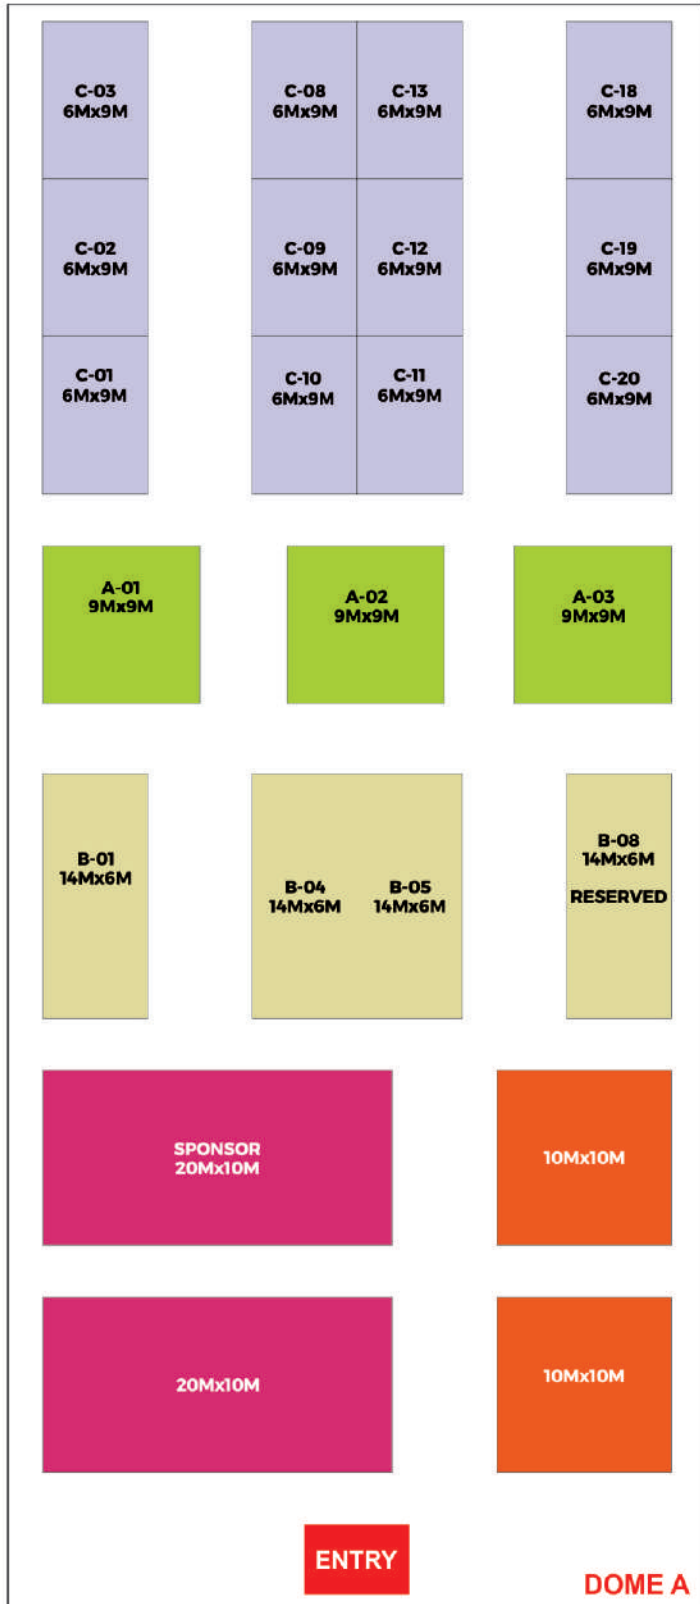 C-03
6Mx9M
C-08
6Mx9M
C-13
6Mx9M
C-18
6Mx9M
C-02
6Mx9M
C-09
6Mx9M
C-12
6Mx9M
C-19
6Mx9M
C-01
6Mx9M
C-10
6Mx9M
C-11
6Mx9M
C-20
6Mx9M
A-01
9Mx9M
A-02
9Mx9M
A-03
9Mx9M
B-01
14Mx6M
B-04
14Mx6M
B-05
14Mx6M
B-08
14Mx6M
RESERVED
SPONSOR
20Mx10M
10Mx10M
20Mx10M
10Mx10M
ENTRY
DOME A